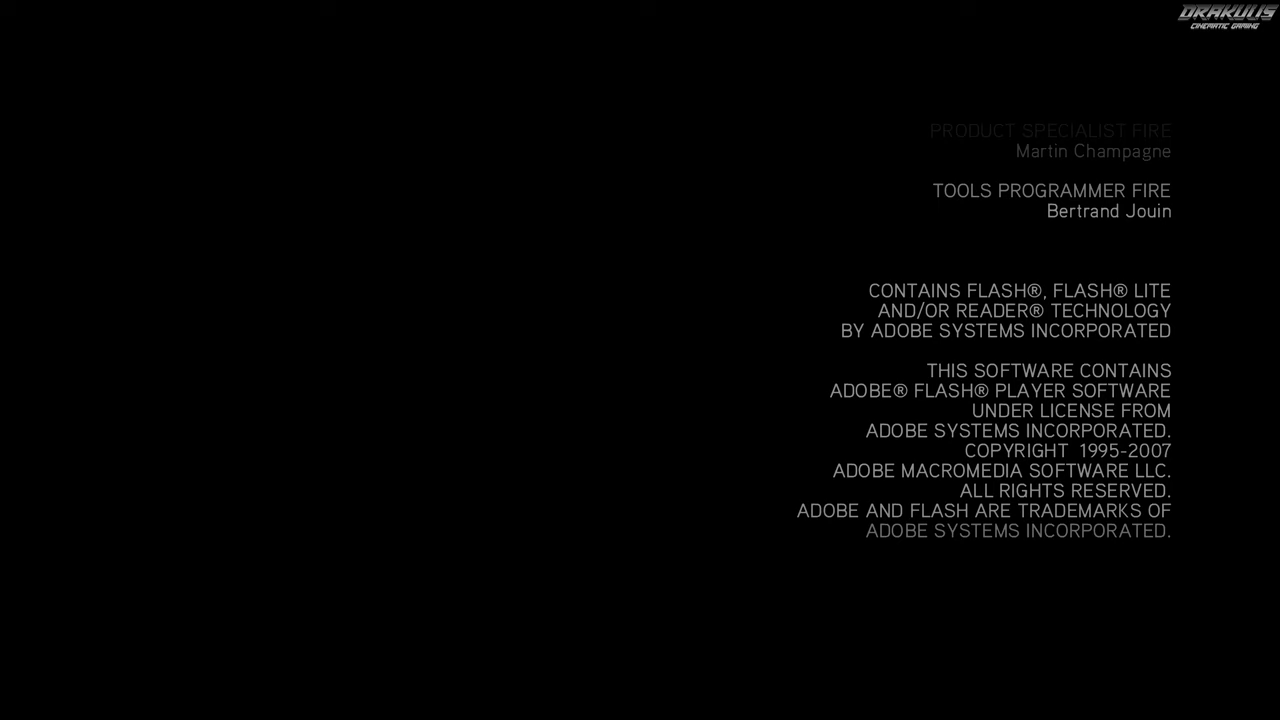 DRAKULIS
CINEMATIC GAMING
PRODUCT SPECIALIST FIRE
Martin Champagne
TOOLS PROGRAMMER FIRE
Bertrand Jouin
CONTAINS FLASH®, FLASH® LITE
AND/OR READER® TECHNOLOGY
BY ADOBE SYSTEMS INCORPORATED
THIS SOFTWARE CONTAINS
ADOBE® FLASH® PLAYER SOFTWARE
UNDER LICENSE FROM
ADOBE SYSTEMS INCORPORATED.
COPYRIGHT 1995-2007
ADOBE MACROMEDIA SOFTWARE LLC.
ALL RIGHTS RESERVED.
ADOBE AND FLASH ARE TRADEMARKS OF
ADOBE SYSTEMS INCORPORATED.